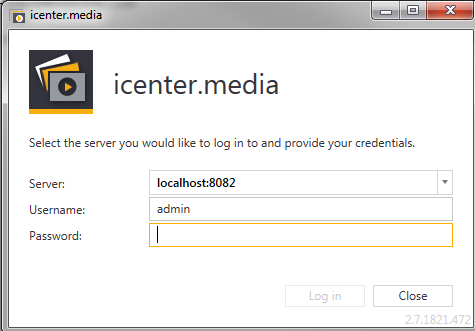 icenter.media
icenter.media
Select the server you would like to log in to and provide your credentials.
Server: localhost:8082
Username: admin
Password:
Log in Close
2.7.1821.472